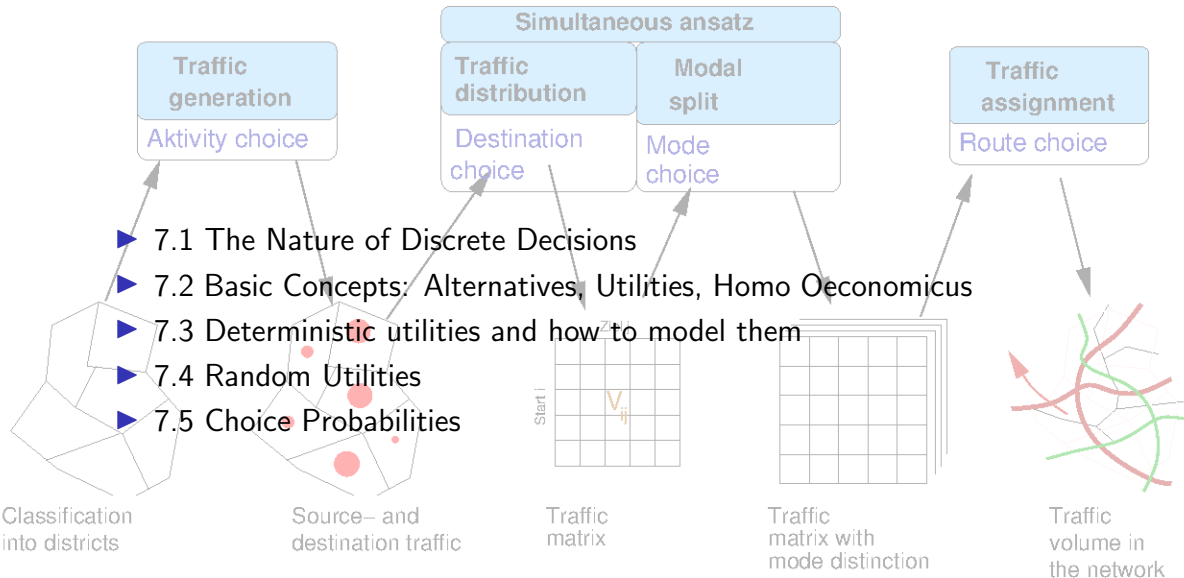 Simultaneous ansatz
Traffic
generation
Aktivity choice
Traffic
distribution
Destination
choice
Modal
split
Mode
choice
Traffic
assignment
Route choice
7.1 The Nature of Discrete Decisions
7.2 Basic Concepts: Alternatives, Utilities, Homo Oeconomicus
7.3 Deterministic utilities and how to model them
7.4 Random Utilities
7.5 Choice Probabilities
Start i
V_ij
Classification
into districts
Source– and
destination traffic
Traffic
matrix
Traffic
matrix with
mode distinction
Traffic
volume in
the network